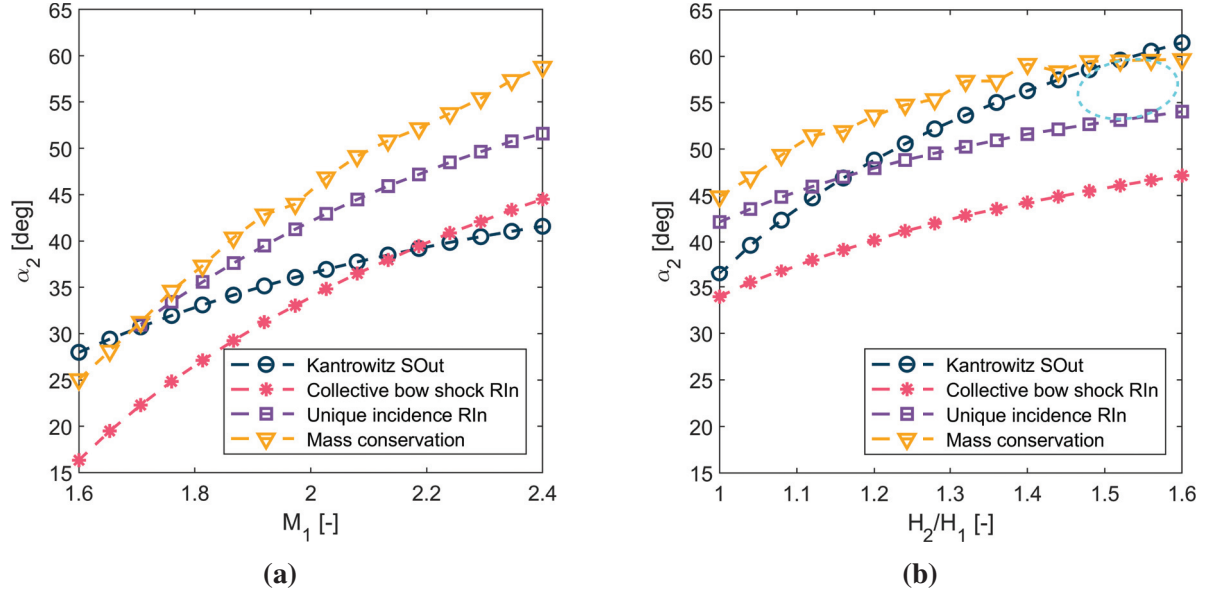 65
60
55
50
45
40
35
30
25
20
15
α2 [deg]
1.6
1.8
2
2.2
2.4
M1 [-]
Kantrowitz SOut
Collective bow shock RIn
Unique incidence RIn
Mass conservation
(a)
65
60
55
50
45
40
35
30
25
20
15
α2 [deg]
1
1.1
1.2
1.3
1.4
1.5
1.6
H2/H1 [-]
Kantrowitz SOut
Collective bow shock RIn
Unique incidence RIn
Mass conservation
(b)